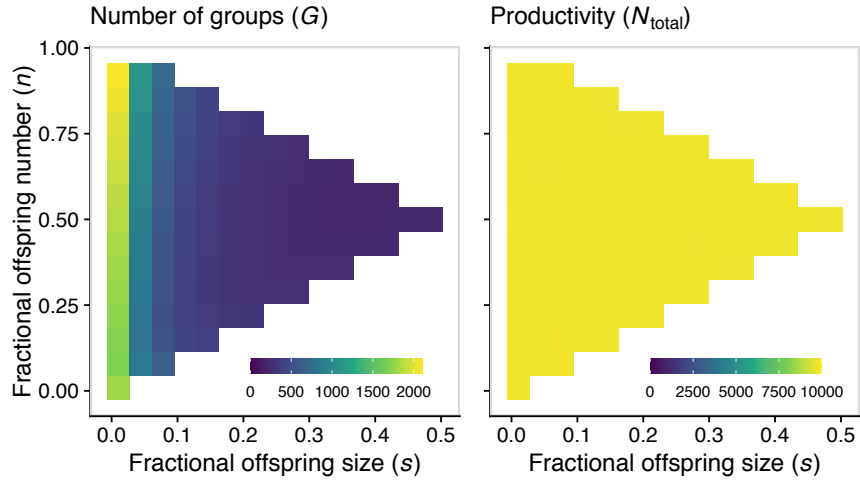 Number of groups (G)
Productivity (N_total)
Fractional offspring number (n)
1.00
0.75
0.50
0.25
0.00
0 500 1000 1500 2000
0 2500 5000 7500 10000
0.0 0.1 0.2 0.3 0.4 0.5
0.0 0.1 0.2 0.3 0.4 0.5
Fractional offspring size (s)
Fractional offspring size (s)